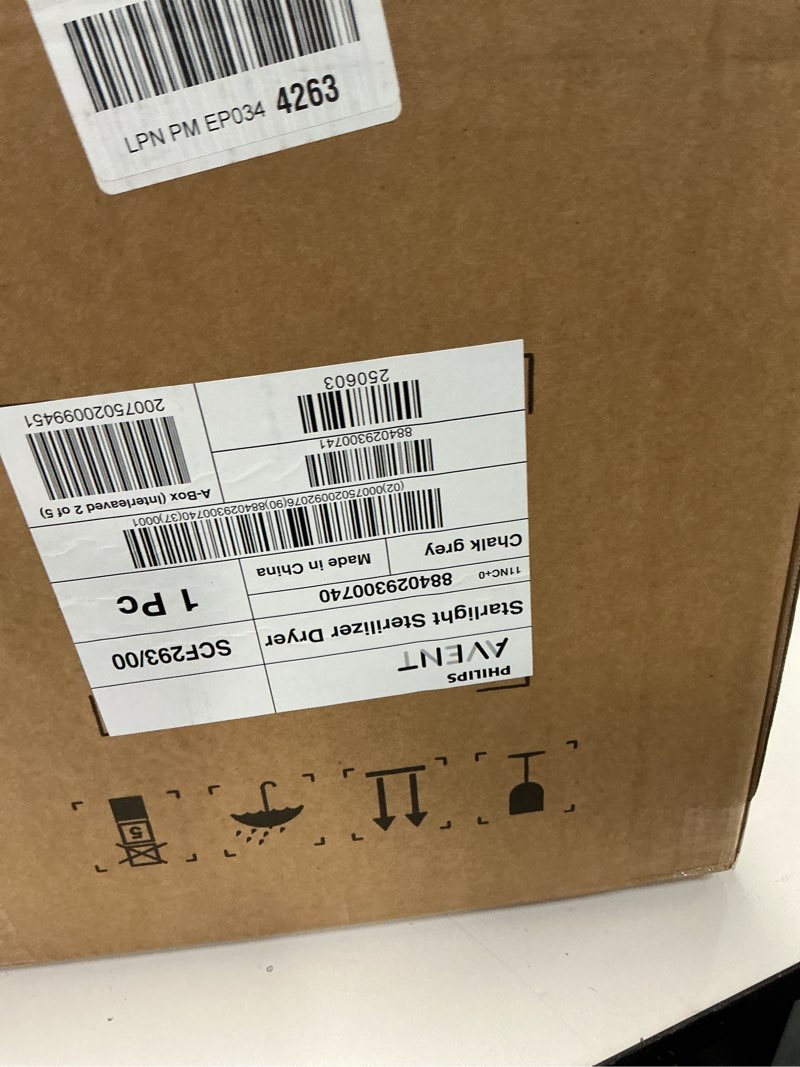 LPN PM EP034 4263
PHILIPS
AVENT
Starlight Sterilizer Dryer
SCF293/00
11NC+0 884029300740
1 Pc
Chalk grey
Made in China
(02)00075020092076(90)884029300740(37)0001
884029300741
A-Box (Interleaved 2 of 5)
250603
20075020099451
5